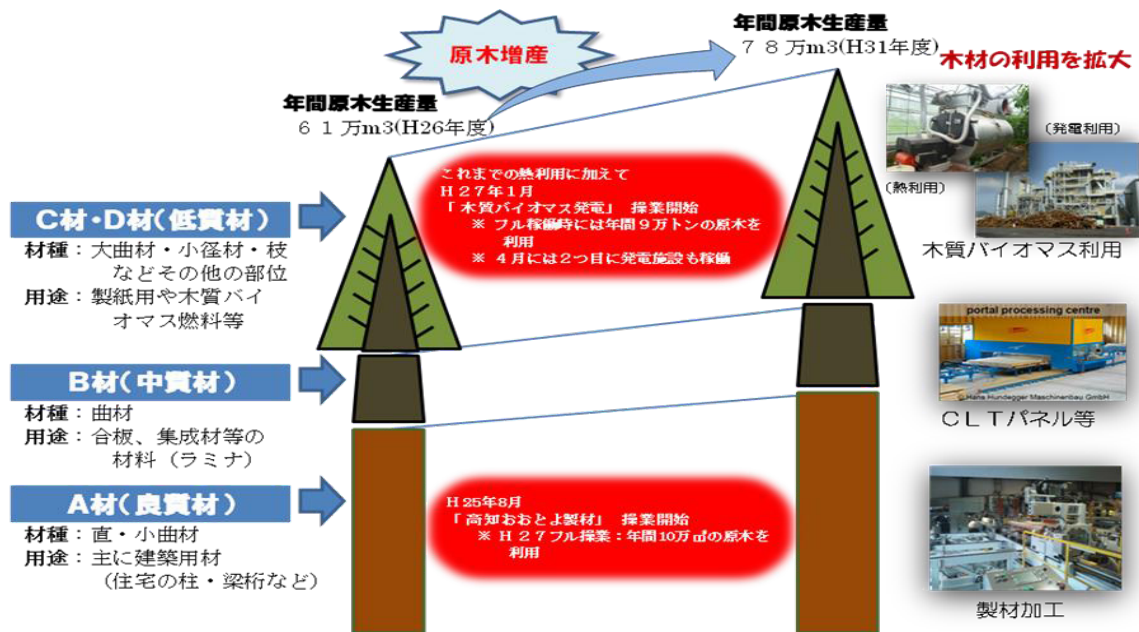 原木増産
年間原木生産量
７８万m3(H31年度)
木材の利用を拡大
年間原木生産量
６１万m3(H26年度)
（発電利用）
（熱利用）
木質バイオマス利用
これまでの熱利用に加えて
Ｈ２７年１月
「木質バイオマス発電」 操業開始
※ フル稼働時には年間９万トンの原木を
利用
※ ４月には２つ目に発電施設も稼働
C材・D材（低質材）
材種：大曲材・小径材・枝
などその他の部位
用途：製紙用や木質バイ
オマス燃料等
portal processing centre
© Hans Hundegger Maschinenbau GmbH
ＣＬＴパネル等
B材（中質材）
材種：曲材
用途：合板、集成材等の
材料（ラミナ）
A材（良質材）
材種：直・小曲材
用途：主に建築用材
（住宅の柱・梁桁など）
Ｈ25年8月
「高知おおとよ製材」 操業開始
※ Ｈ２７フル操業：年間10万㎥の原木を
利用
製材加工